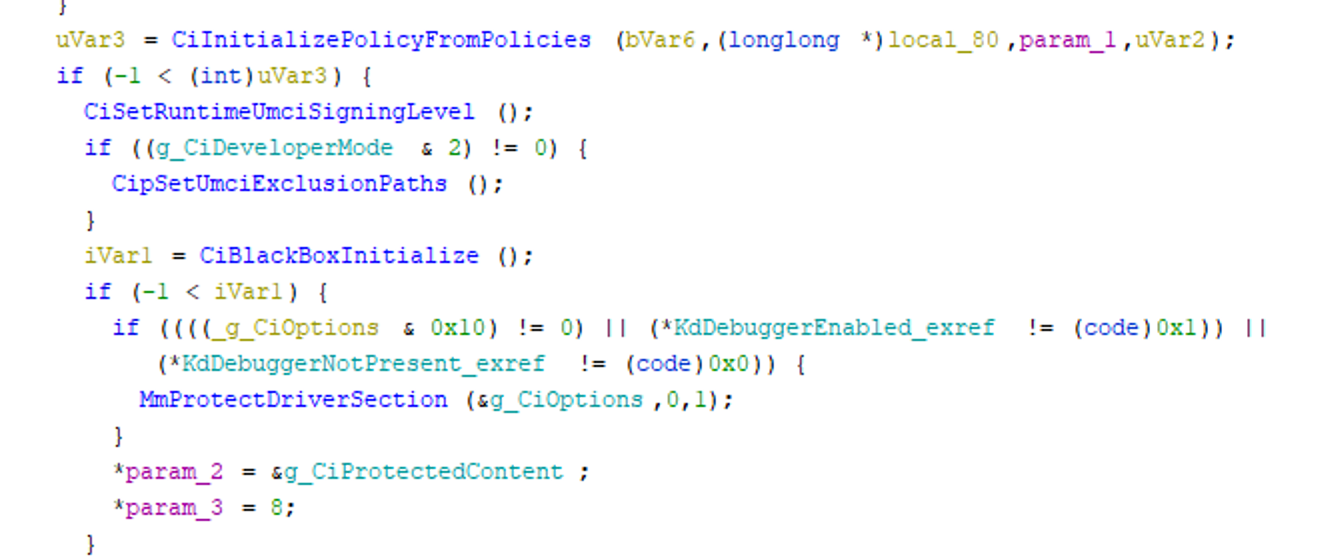 }
uVar3 = CiInitializePolicyFromPolicies (bVar6,(longlong *)local_80 ,param_1,uVar2);
if (-1 < (int)uVar3) {
CiSetRuntimeUmciSigningLevel ();
if ((g_CiDeveloperMode & 2) != 0) {
CipSetUmciExclusionPaths ();
}
iVar1 = CiBlackBoxInitialize ();
if (-1 < iVar1) {
if ((((_g_CiOptions & 0x10) != 0) || (*KdDebuggerEnabled_exref != (code)0x1)) ||
(*KdDebuggerNotPresent_exref != (code)0x0)) {
MmProtectDriverSection (&g_CiOptions ,0,1);
}
*param_2 = &g_CiProtectedContent ;
*param_3 = 8;
}